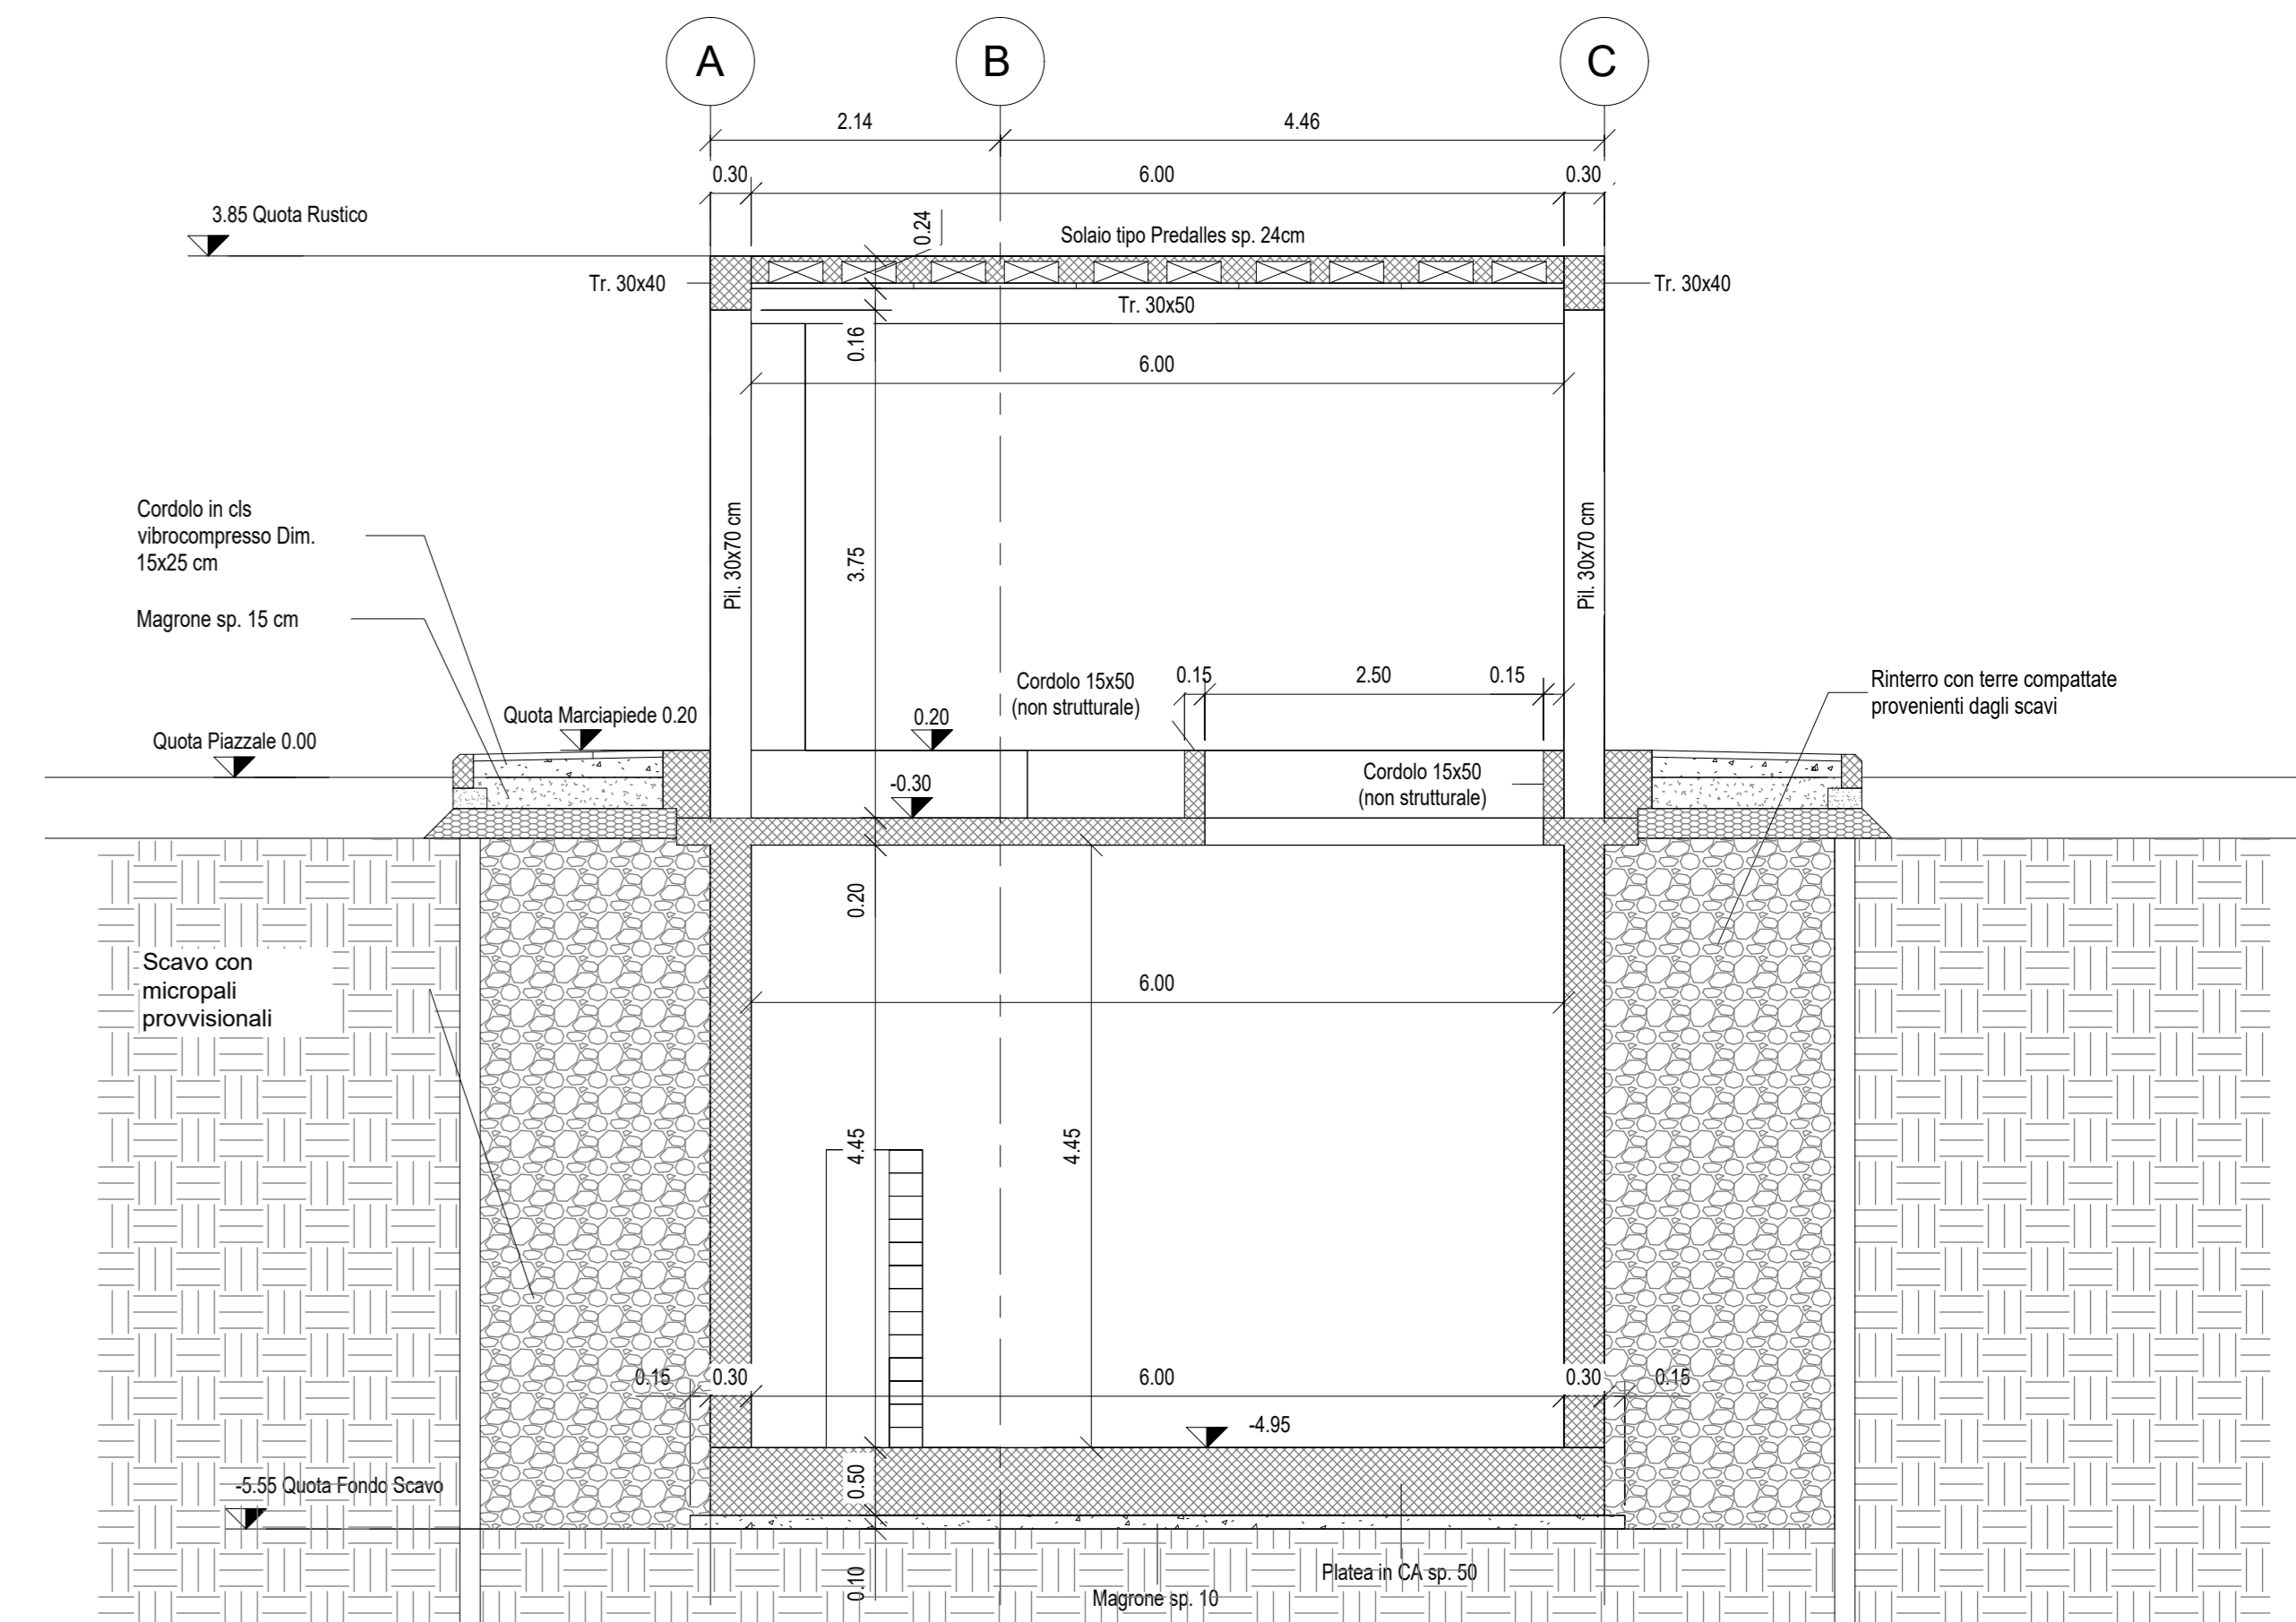 A
B
C
2.14
4.46
0.30
6.00
0.30
3.85 Quota Rustico
0.24
Solaio tipo Predalles sp. 24cm
Tr. 30x40
Tr. 30x40
Tr. 30x50
0.16
6.00
Cordolo in cls
vibrocompresso Dim.
15x25 cm
Pil. 30x70 cm
3.75
Pil. 30x70 cm
Magrone sp. 15 cm
Cordolo 15x50
(non strutturale)
0.15
2.50
0.15
Rinterro con terre compattate
provenienti dagli scavi
Quota Marciapiede 0.20
0.20
Quota Piazzale 0.00
-0.30
Cordolo 15x50
(non strutturale)
0.20
Scavo con
micropali
provvisionali
6.00
4.45
4.45
0.15
0.30
6.00
0.30
0.15
-4.95
-5.55 Quota Fondo Scavo
0.50
0.10
Platea in CA sp. 50
Magrone sp. 10